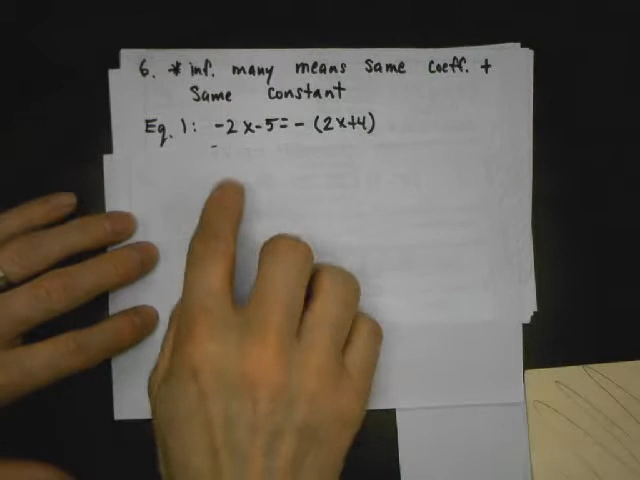 6. * inf. many means same coeff. +
same constant
Eq. 1: -2x-5=-(2x+4)
-